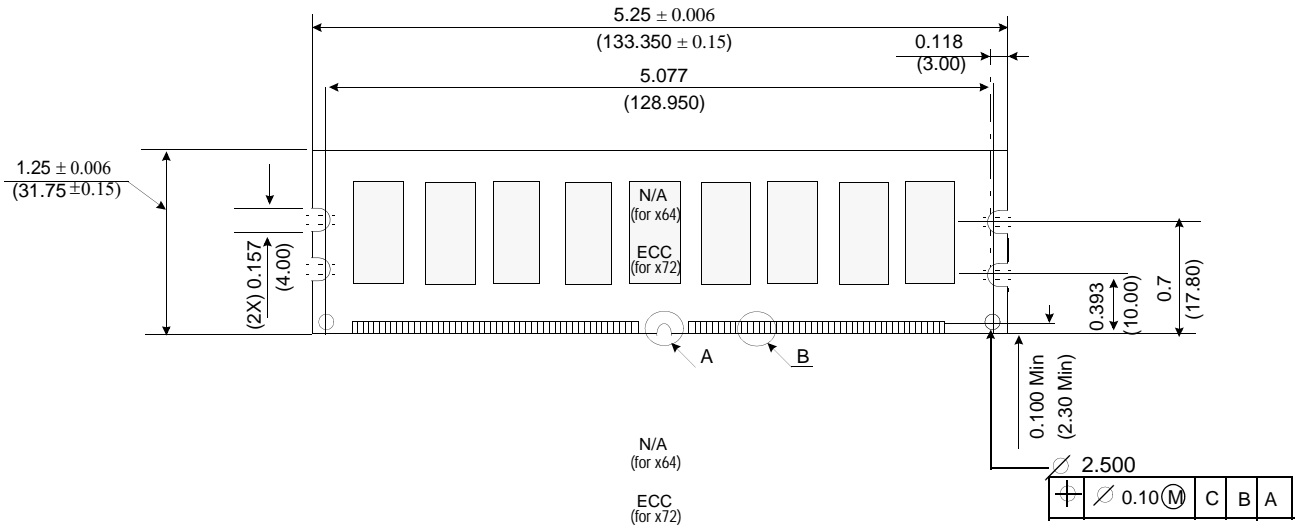 5.25 ± 0.006
(133.350 ± 0.15)
0.118
(3.00)
5.077
(128.950)
1.25 ± 0.006
(31.75 ±0.15)
N/A
(for x64)
ECC
(for x72)
(2X) 0.157
(4.00)
0.393
(10.00)
0.7
(17.80)
A
B
0.100 Min
(2.30 Min)
N/A
(for x64)
ECC
(for x72)
∅ 2.500
⌖ ∅ 0.10 Ⓜ C B A